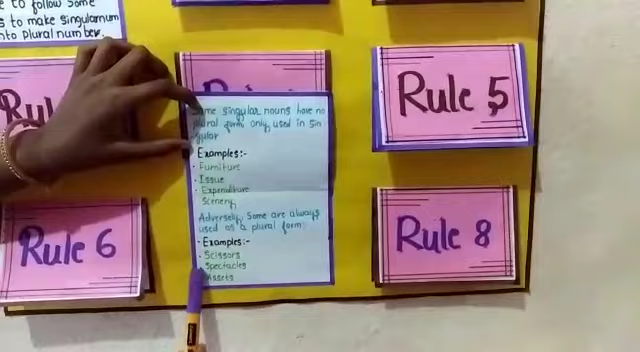 to follow some
s to make singularnum
nto plural number.
Rule 5
Some singular nouns have no
plural form, only used in sin
gular
Examples:-
· Furniture
· Issue
· Expenditure
Scenery
Adversely, Some are always
used as a plural form:
· Examples:-
· Scissors
· Spectacles
· Assets
Rule 6
Rule 8